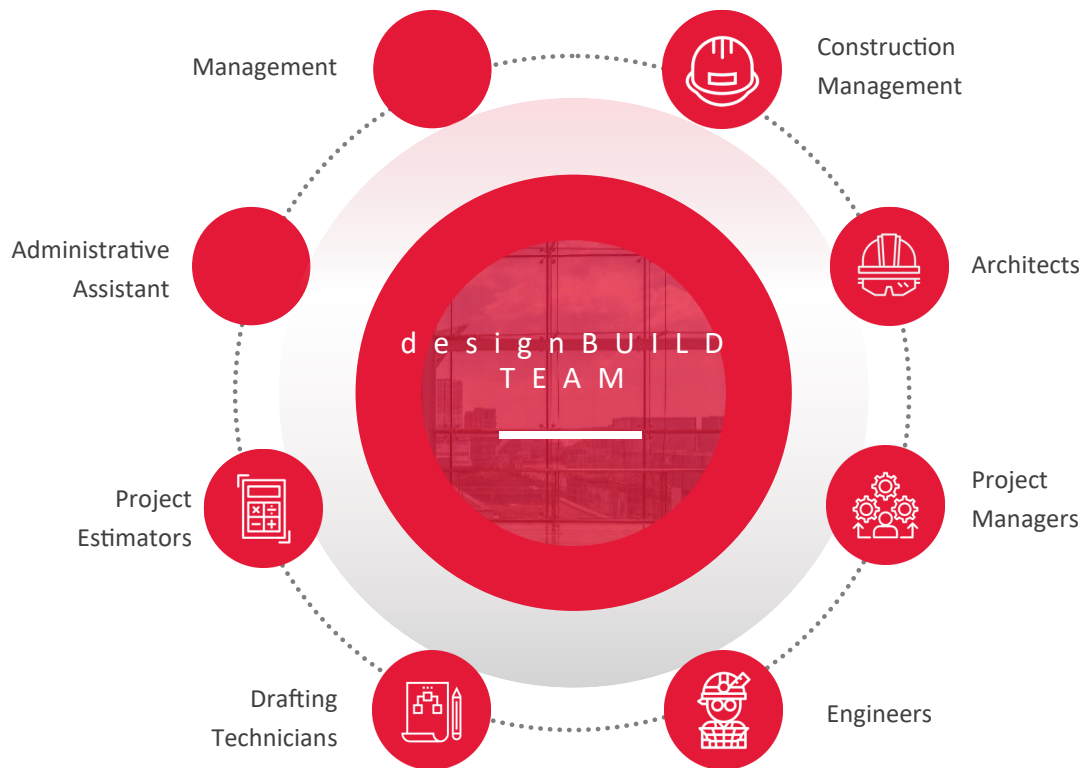 Management
Construction
Management
Administrative
Assistant
Architects
d e s i g n B U I L D
T E A M
Project
Estimators
Project
Managers
Drafting
Technicians
Engineers